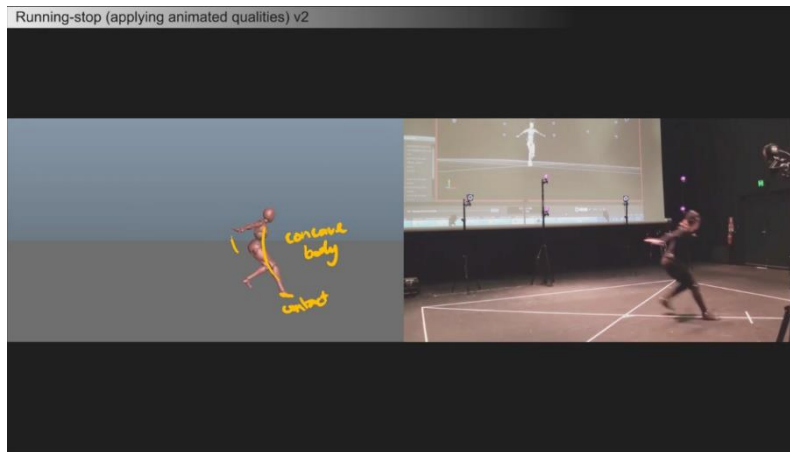 Running-stop (applying animated qualities) v2
concave
body
contact